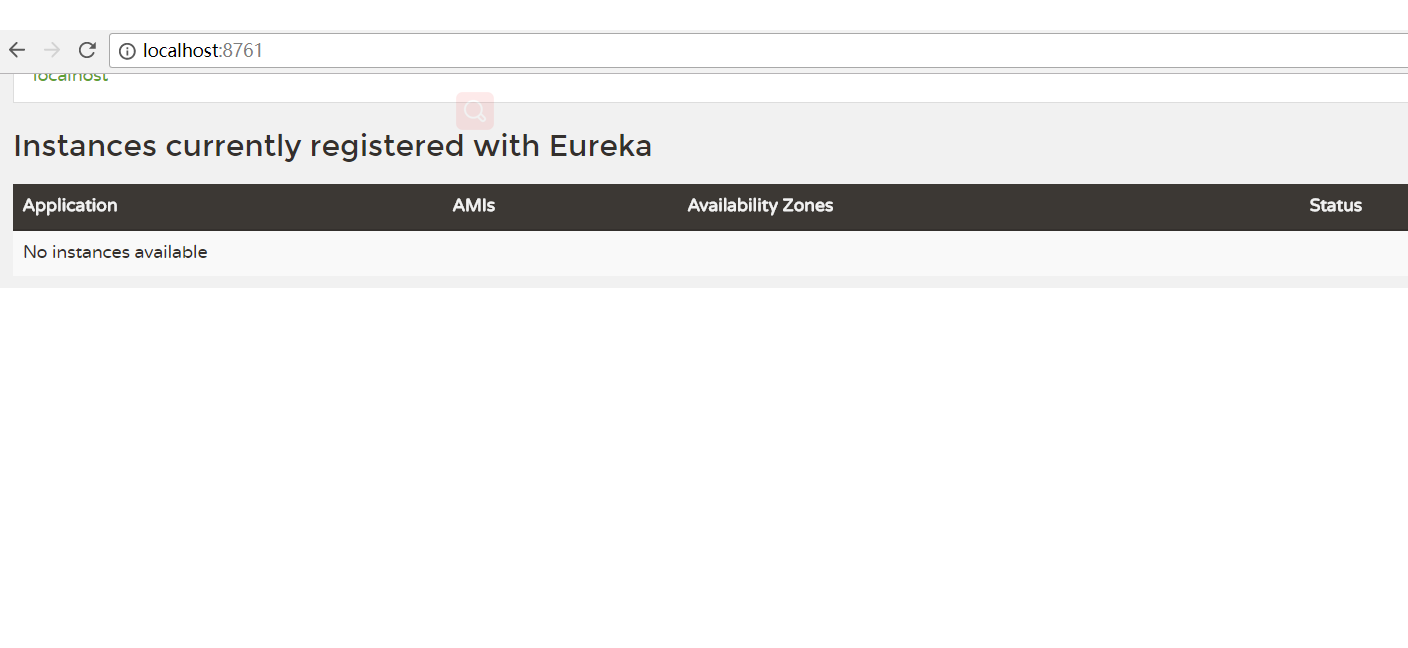 localhost:8761
localhost
Instances currently registered with Eureka
Application AMIs Availability Zones Status
No instances available